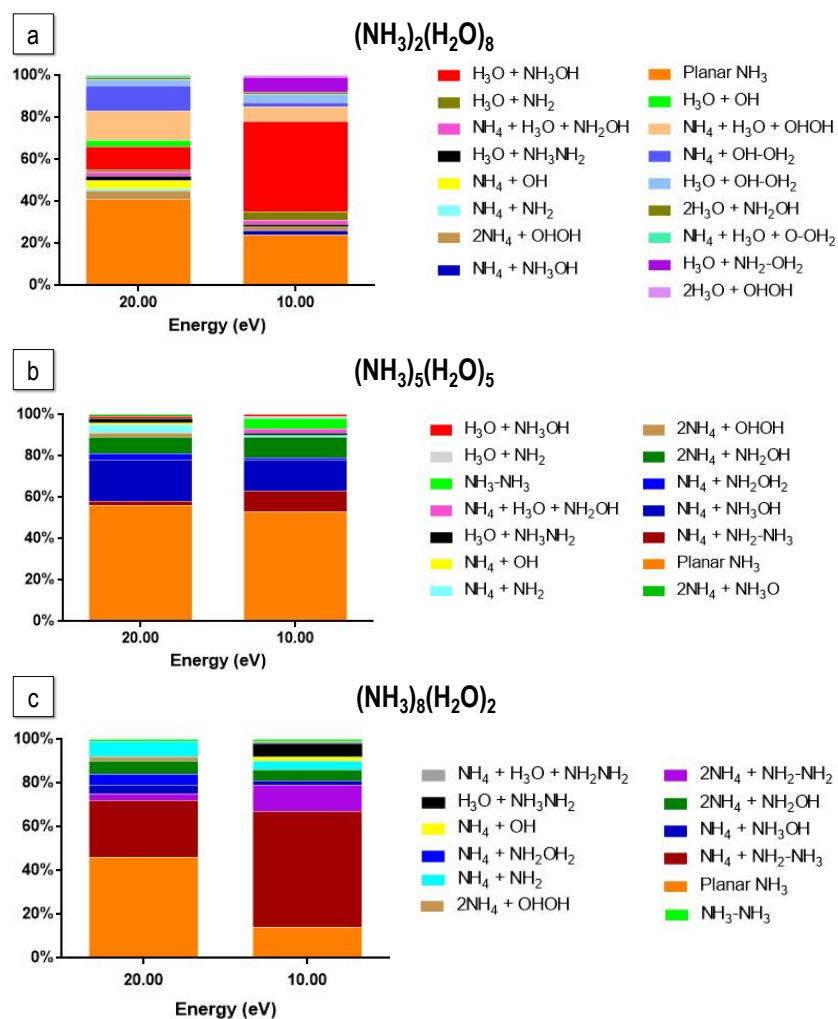 a
(NH₃)₂(H₂O)₈
100%
80%
60%
40%
20%
0%
20.00
10.00
Energy (eV)
H₃O + NH₃OH
H₃O + NH₂
NH₄ + H₃O + NH₂OH
H₃O + NH₃NH₂
NH₄ + OH
NH₄ + NH₂
2NH₄ + OHOH
NH₄ + NH₃OH
Planar NH₃
H₃O + OH
NH₄ + H₃O + OHOH
NH₄ + OH-OH₂
H₃O + OH-OH₂
2H₃O + NH₂OH
NH₄ + H₃O + O-OH₂
H₃O + NH₂-OH₂
2H₃O + OHOH
b
(NH₃)₅(H₂O)₅
100%
80%
60%
40%
20%
0%
20.00
10.00
Energy (eV)
H₃O + NH₃OH
H₃O + NH₂
NH₃-NH₃
NH₄ + H₃O + NH₂OH
H₃O + NH₃NH₂
NH₄ + OH
NH₄ + NH₂
2NH₄ + OHOH
2NH₄ + NH₂OH
NH₄ + NH₂OH₂
NH₄ + NH₃OH
NH₄ + NH₂-NH₃
Planar NH₃
2NH₄ + NH₃O
c
(NH₃)₈(H₂O)₂
100%
80%
60%
40%
20%
0%
20.00
10.00
Energy (eV)
NH₄ + H₃O + NH₂NH₂
H₃O + NH₃NH₂
NH₄ + OH
NH₄ + NH₂OH₂
NH₄ + NH₂
2NH₄ + OHOH
2NH₄ + NH₂-NH₂
2NH₄ + NH₂OH
NH₄ + NH₃OH
NH₄ + NH₂-NH₃
Planar NH₃
NH₃-NH₃